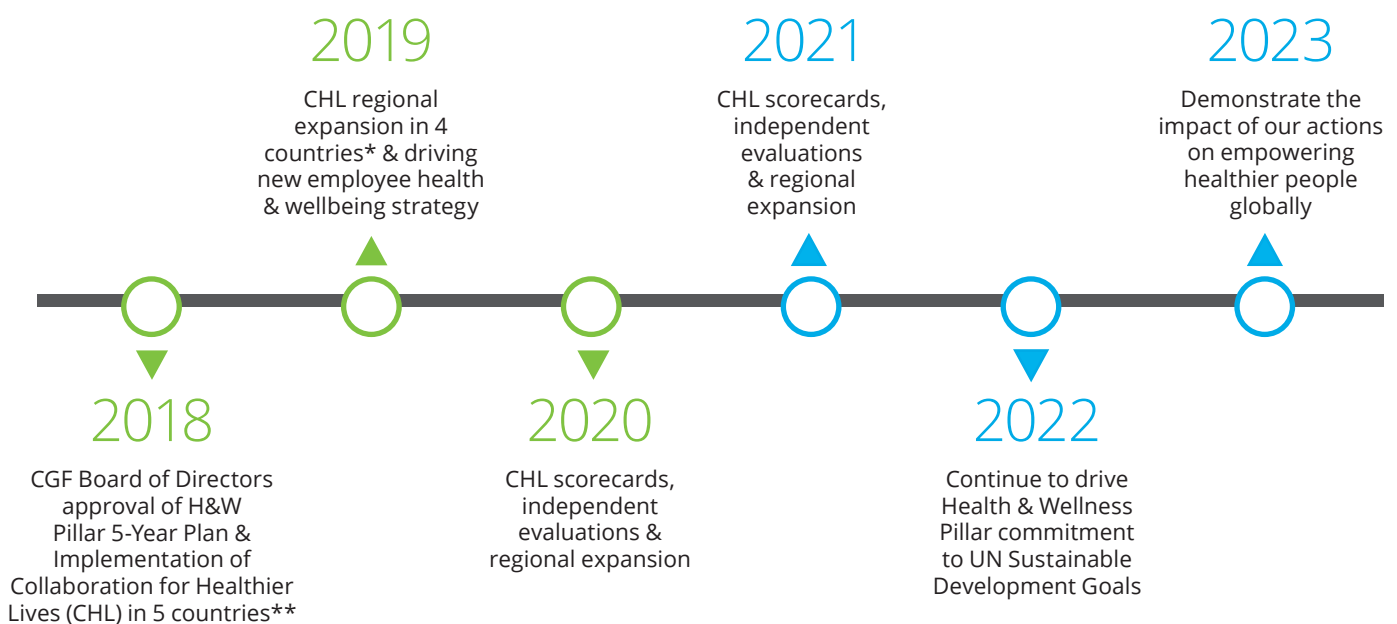 2019
CHL regional
expansion in 4
countries* & driving
new employee health
& wellbeing strategy
2021
CHL scorecards,
independent
evaluations
& regional
expansion
2023
Demonstrate the
impact of our actions
on empowering
healthier people
globally
2018
CGF Board of Directors
approval of H&W
Pillar 5-Year Plan &
Implementation of
Collaboration for Healthier
Lives (CHL) in 5 countries**
2020
CHL scorecards,
independent
evaluations &
regional expansion
2022
Continue to drive
Health & Wellness
Pillar commitment
to UN Sustainable
Development Goals